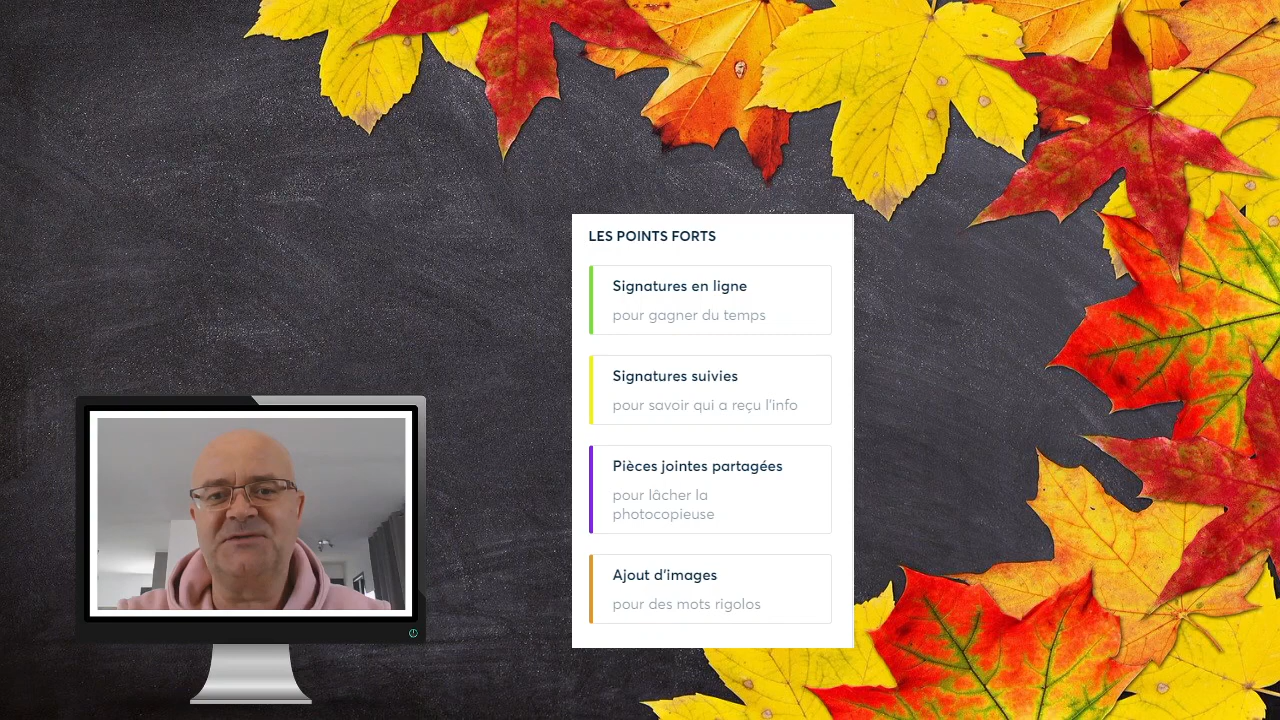 LES POINTS FORTS
Signatures en ligne
pour gagner du temps
Signatures suivies
pour savoir qui a reçu l'info
Pièces jointes partagées
pour lâcher la
photocopieuse
Ajout d'images
pour des mots rigolos